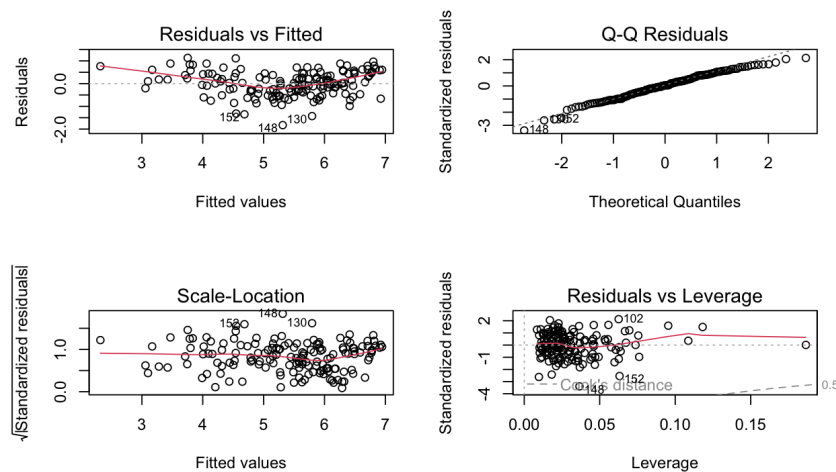 Residuals vs Fitted
Residuals
0.0
-2.0
152
148
130
3 4 5 6 7
Fitted values
Q-Q Residuals
Standardized residuals
2
0
-3
148
152
-2 -1 0 1 2
Theoretical Quantiles
Scale-Location
√|Standardized residuals|
1.0
0.0
152
148
130
3 4 5 6 7
Fitted values
Residuals vs Leverage
Standardized residuals
2
-1
-4
102
152
148
Cook's distance
0.5
0.00 0.05 0.10 0.15
Leverage